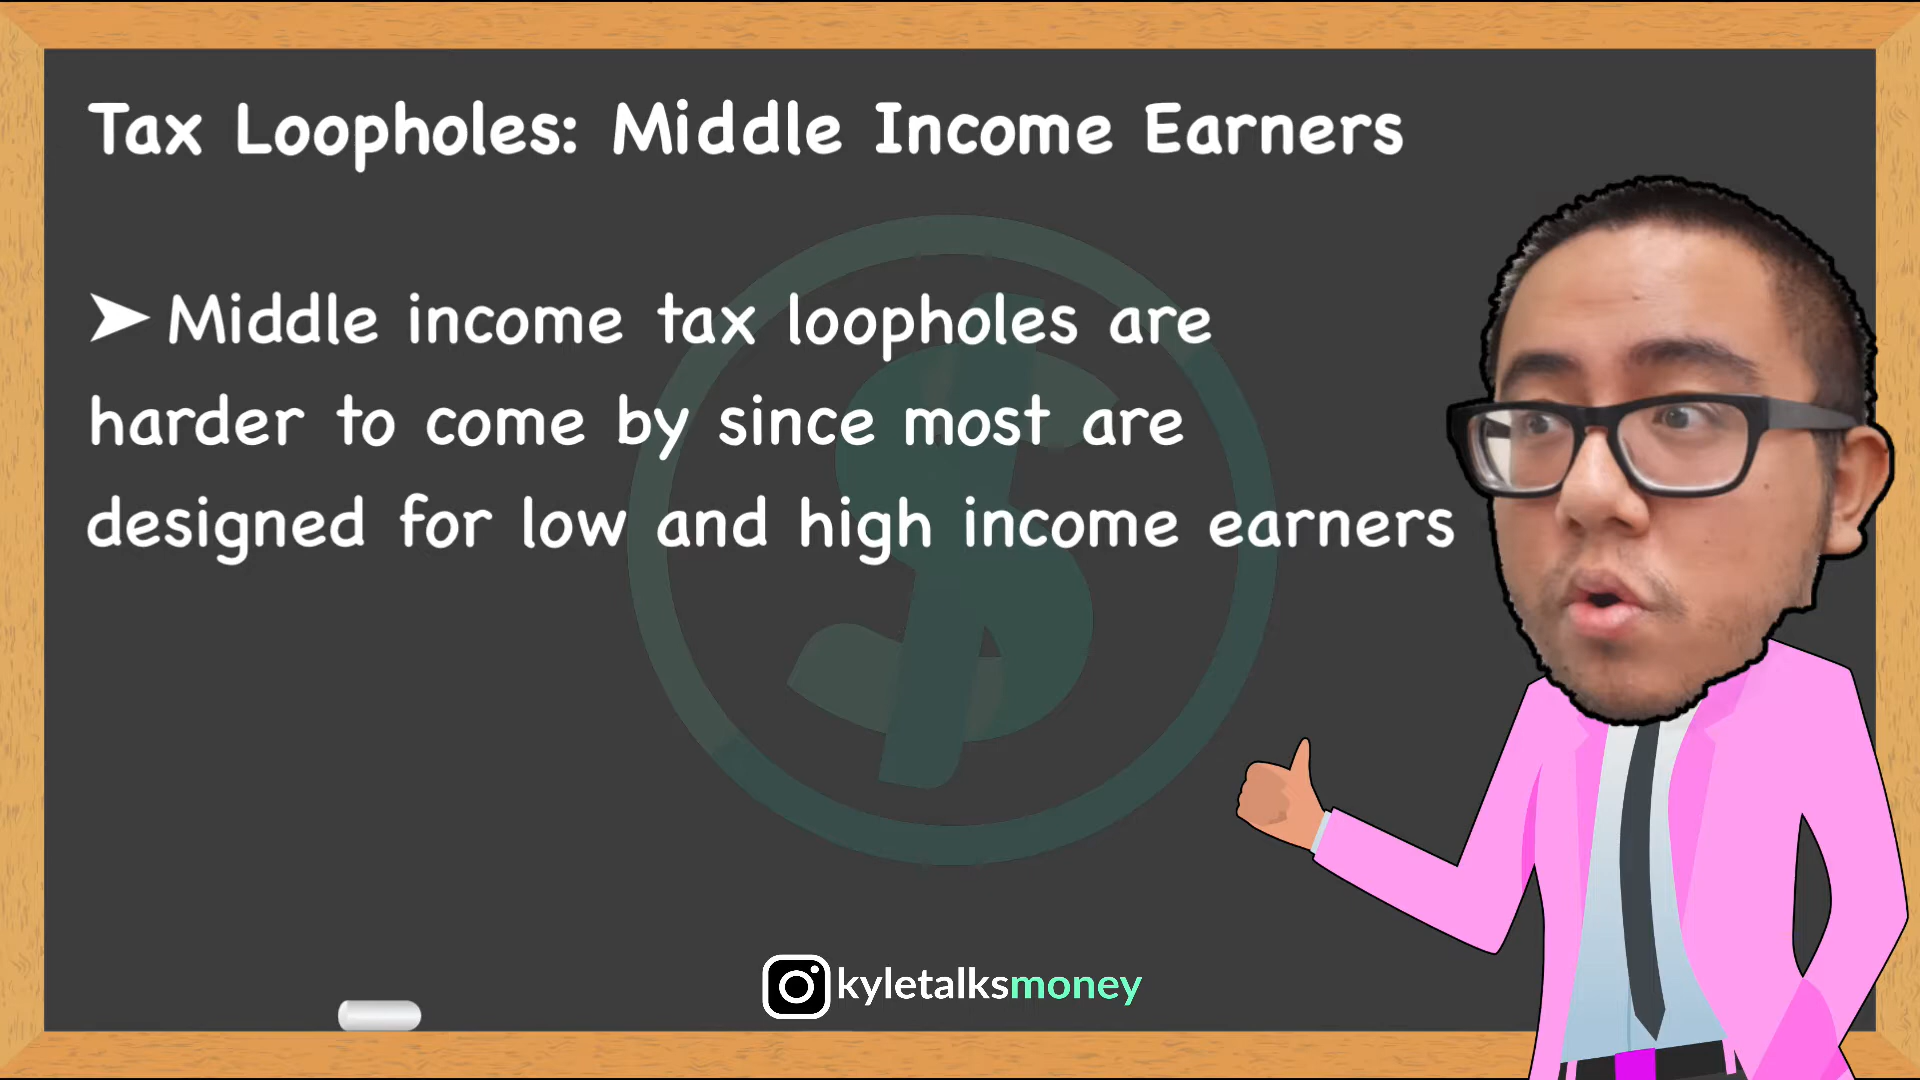 Tax Loopholes: Middle Income Earners
➤ Middle income tax loopholes are
harder to come by since most are
designed for low and high income earners
kyletalksmoney